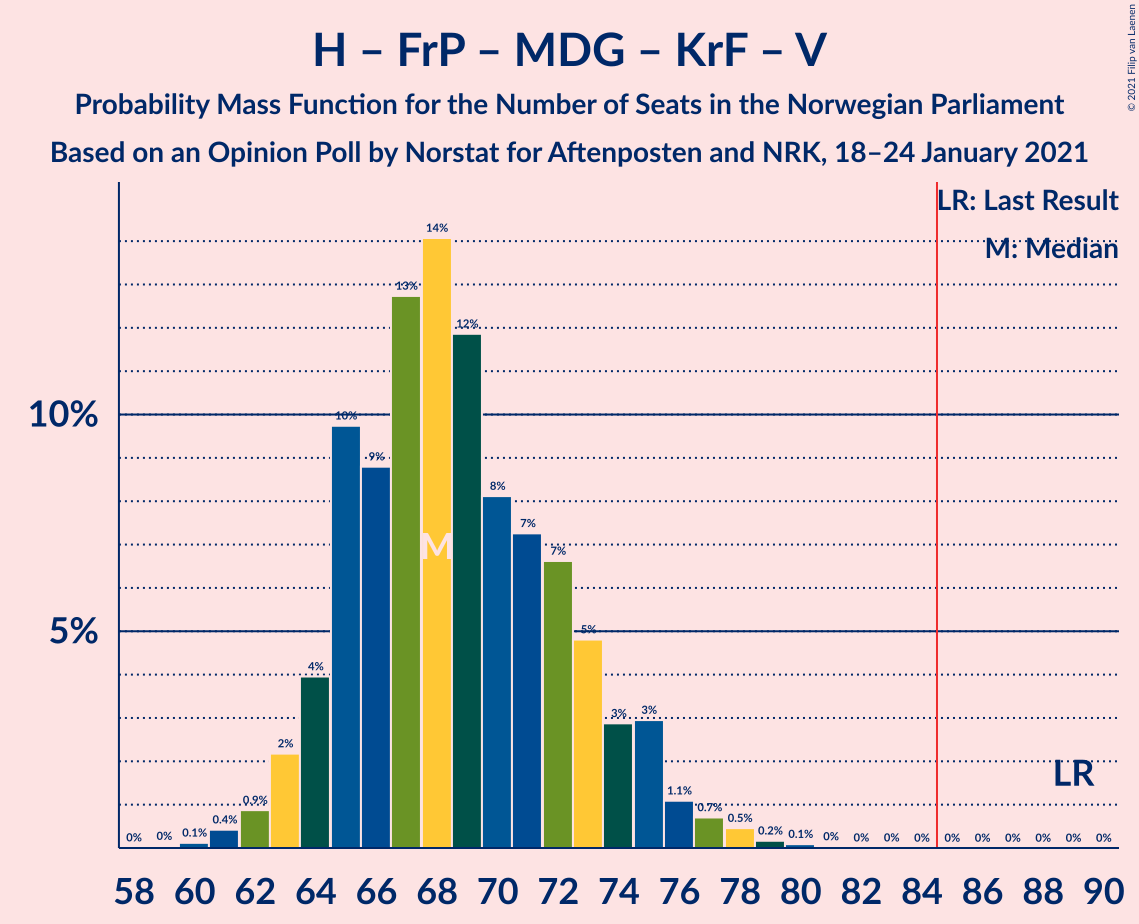 © 2021 Filip van Laenen
H – FrP – MDG – KrF – V
Probability Mass Function for the Number of Seats in the Norwegian Parliament
Based on an Opinion Poll by Norstat for Aftenposten and NRK, 18–24 January 2021
LR: Last Result
M: Median
10%
5%
0% 0% 0.1% 0.4% 0.9% 2% 4% 10% 9% 13% 14% 12% 8% 7% 7% 5% 3% 3% 1.1% 0.7% 0.5% 0.2% 0.1% 0% 0% 0% 0% 0% 0% 0% 0% 0% 0%
M
LR
58 60 62 64 66 68 70 72 74 76 78 80 82 84 86 88 90